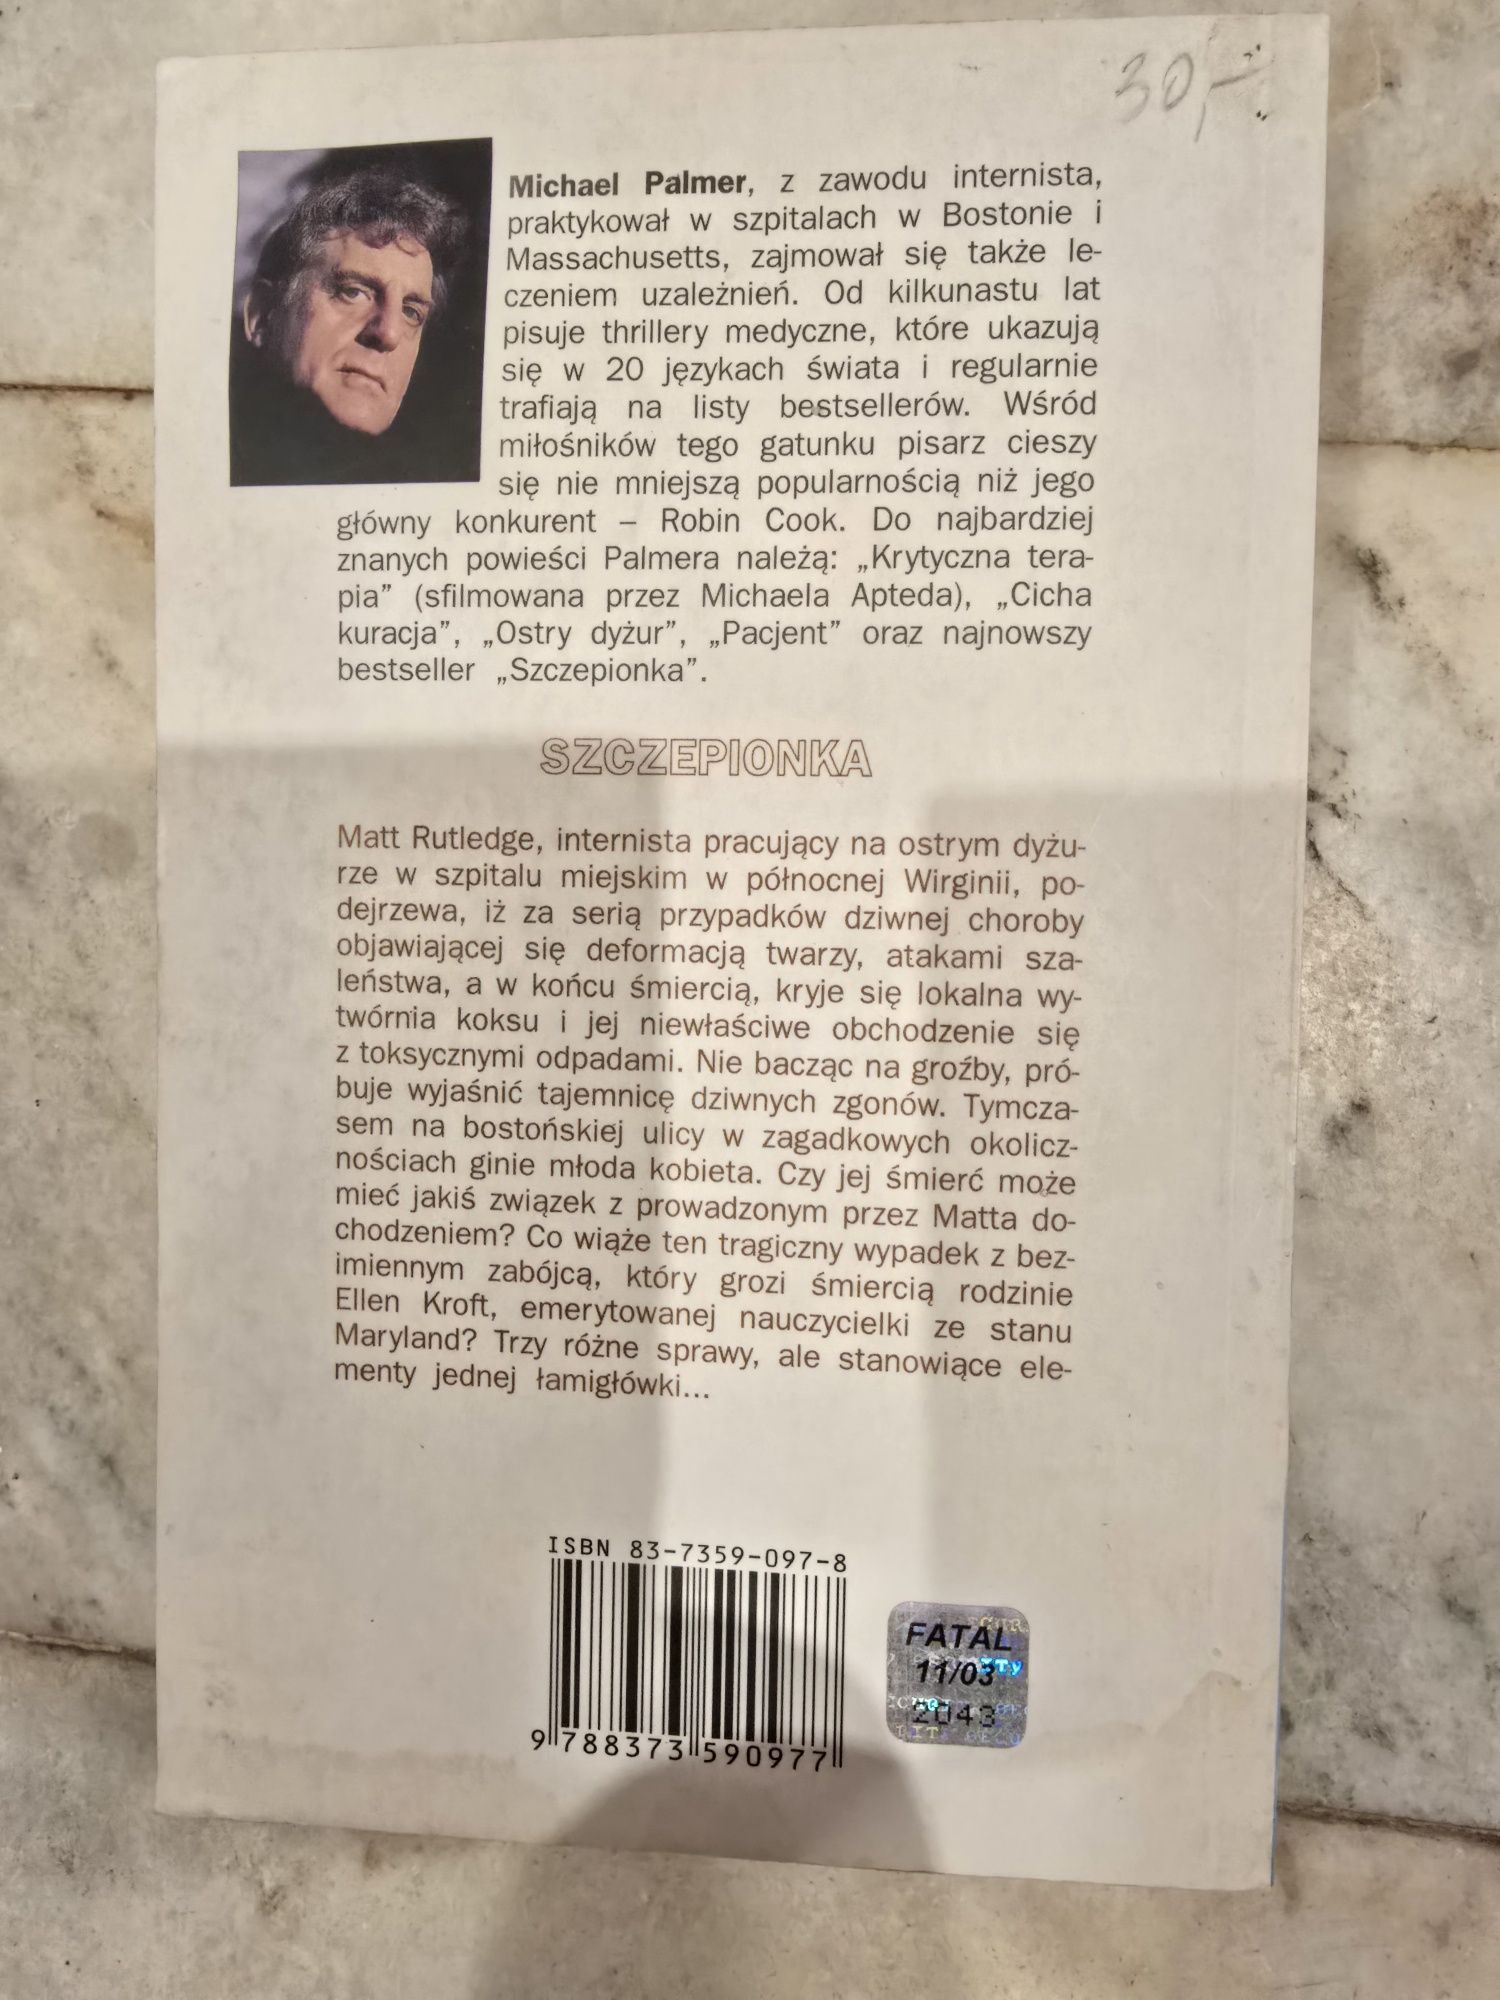 30,-
Michael Palmer, z zawodu internista,
praktykował w szpitalach w Bostonie i
Massachusetts, zajmował się także le-
czeniem uzależnień. Od kilkunastu lat
pisuje thrillery medyczne, które ukazują
się w 20 językach świata i regularnie
trafiają na listy bestsellerów. Wśród
miłośników tego gatunku pisarz cieszy
się nie mniejszą popularnością niż jego
główny konkurent – Robin Cook. Do najbardziej
znanych powieści Palmera należą: „Krytyczna tera-
pia” (sfilmowana przez Michaela Apteda), „Cicha
kuracja”, „Ostry dyżur”, „Pacjent” oraz najnowszy
bestseller „Szczepionka”.
SZCZEPIONKA
Matt Rutledge, internista pracujący na ostrym dyżu-
rze w szpitalu miejskim w północnej Wirginii, po-
dejrzewa, iż za serią przypadków dziwnej choroby
objawiającej się deformacją twarzy, atakami sza-
leństwa, a w końcu śmiercią, kryje się lokalna wy-
twórnia koksu i jej niewłaściwe obchodzenie się
z toksycznymi odpadami. Nie bacząc na groźby, pró-
buje wyjaśnić tajemnicę dziwnych zgonów. Tymcza-
sem na bostońskiej ulicy w zagadkowych okolicz-
nościach ginie młoda kobieta. Czy jej śmierć może
mieć jakiś związek z prowadzonym przez Matta do-
chodzeniem? Co wiąże ten tragiczny wypadek z bez-
imiennym zabójcą, który grozi śmiercią rodzinie
Ellen Kroft, emerytowanej nauczycielki ze stanu
Maryland? Trzy różne sprawy, ale stanowiące ele-
menty jednej łamigłówki...
ISBN 83-7359-097-8
9 788373 590977
FATAL
11/03
2043